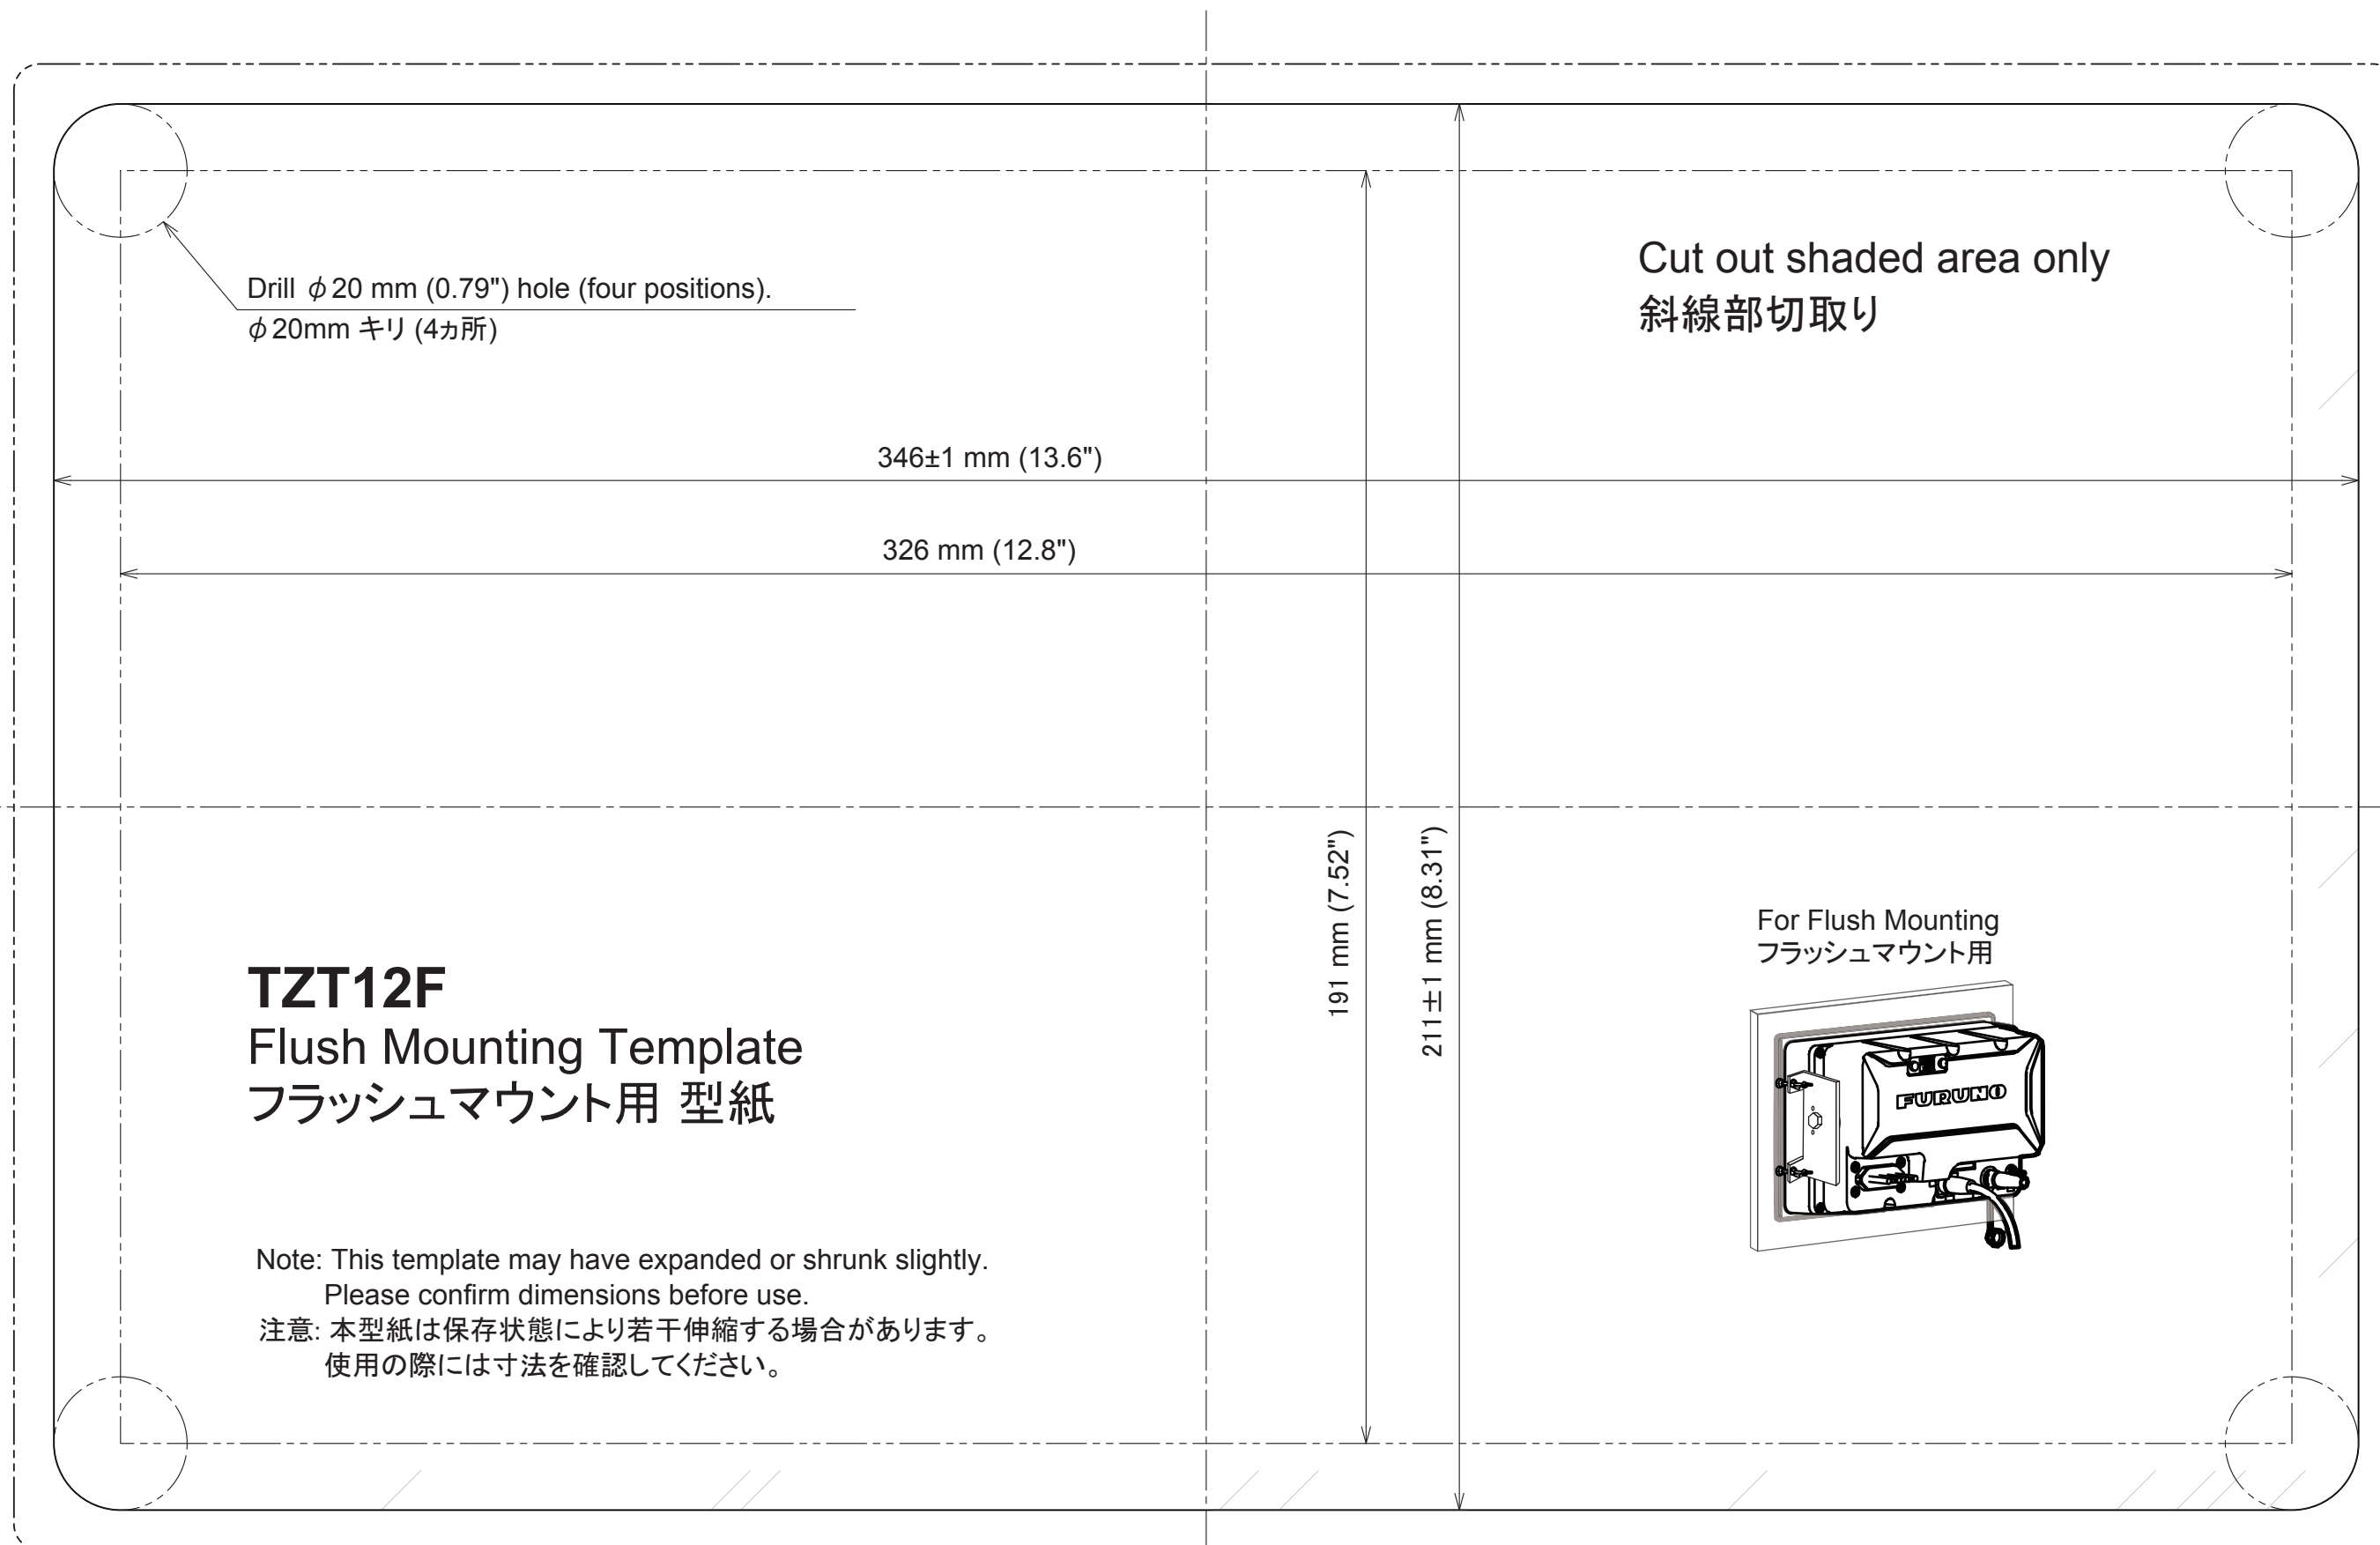 Drill φ20 mm (0.79") hole (four positions).
φ20mm キリ (4ヵ所)
Cut out shaded area only
斜線部切取り
346±1 mm (13.6")
326 mm (12.8")
191 mm (7.52")
211±1 mm (8.31")
For Flush Mounting
フラッシュマウント用
FURUNO
TZT12F
Flush Mounting Template
フラッシュマウント用 型紙
Note: This template may have expanded or shrunk slightly.
Please confirm dimensions before use.
注意: 本型紙は保存状態により若干伸縮する場合があります。
使用の際には寸法を確認してください。